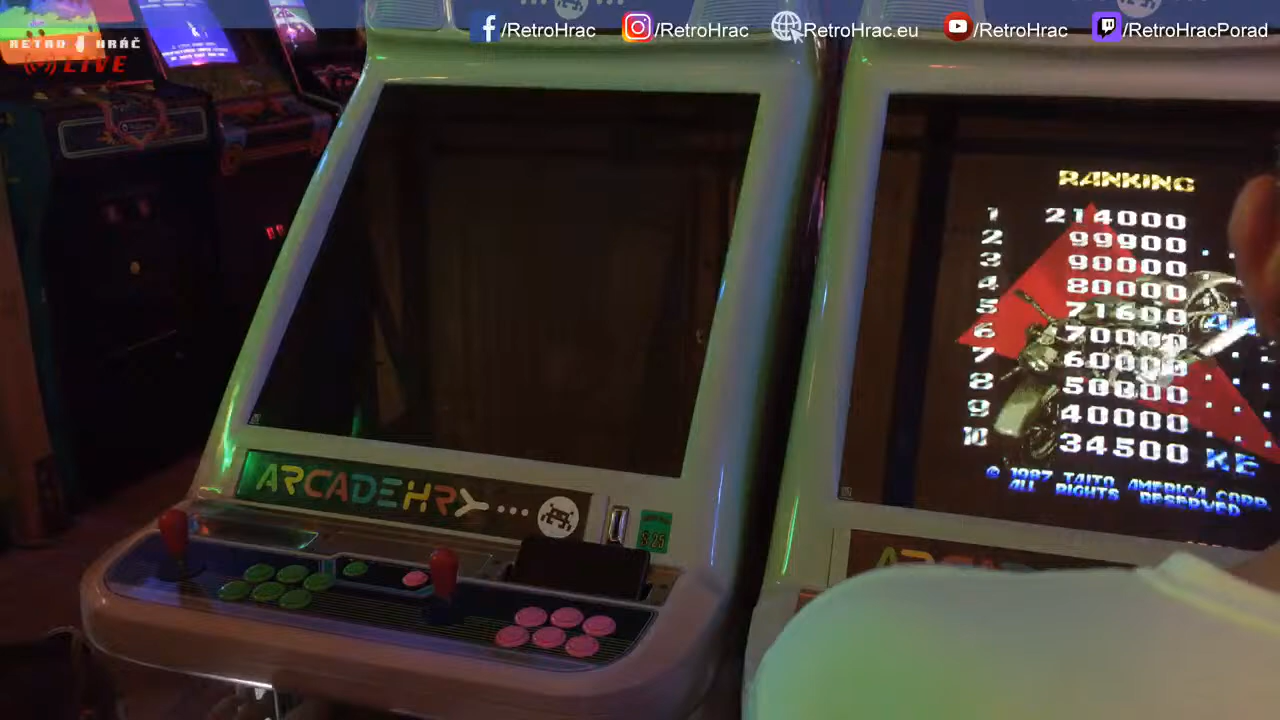 /RetroHrac /RetroHrac RetroHrac.eu /RetroHrac /RetroHracPorad
RETRO HRÁČ
LIVE
RANKING
1 214000
2 99900
3 90000
4 80000
5 71600
6 70000
7 60000
8 50000
9 40000
10 34500 KE
© 1987 TAITO AMERICA CORP.
ALL RIGHTS RESERVED
ARCADEHRY...